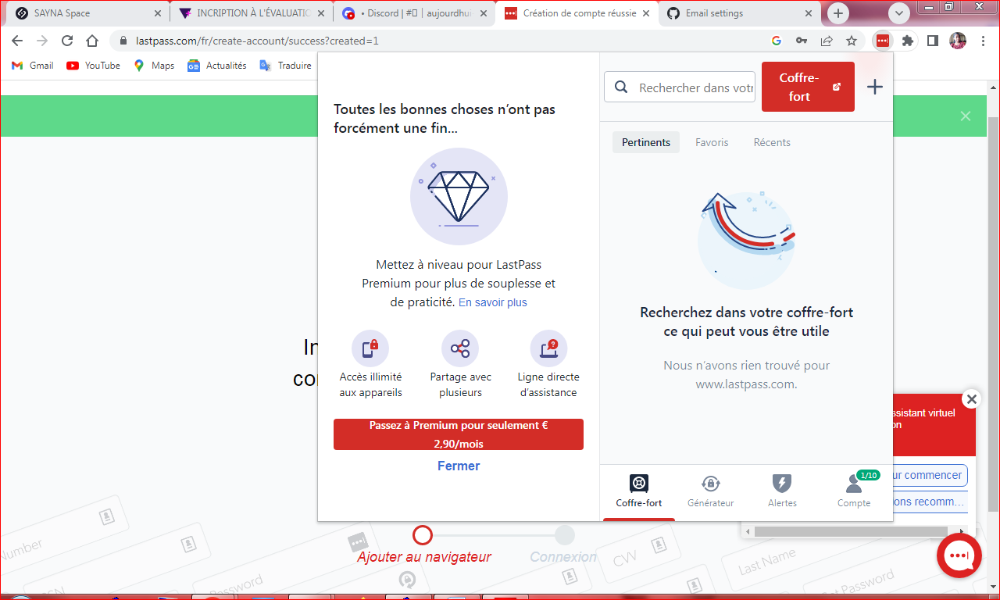 SAYNA Space
INCRIPTION À L'ÉVALUATIO
• Discord | #
aujourdhui
Création de compte réussie
Email settings
lastpass.com/fr/create-account/success?created=1
Gmail
YouTube
Maps
Actualités
Traduire
Toutes les bonnes choses n’ont pas
forcément une fin...
Mettez à niveau pour LastPass
Premium pour plus de souplesse et
de praticité. En savoir plus
Accès illimité
aux appareils
Partage avec
plusieurs
Ligne directe
d’assistance
Passez à Premium pour seulement €
2,90/mois
Fermer
Rechercher dans votr
Coffre-
fort
Pertinents
Favoris
Récents
Recherchez dans votre coffre-fort
ce qui peut vous être utile
Nous n’avons rien trouvé pour
www.lastpass.com.
Coffre-fort
Générateur
Alertes
1/10
Compte
In
con
ssistant virtuel
on
ur commencer
ons recomm...
Ajouter au navigateur
Connexion
Number
SSN
Password
CVV
Last Name
Password